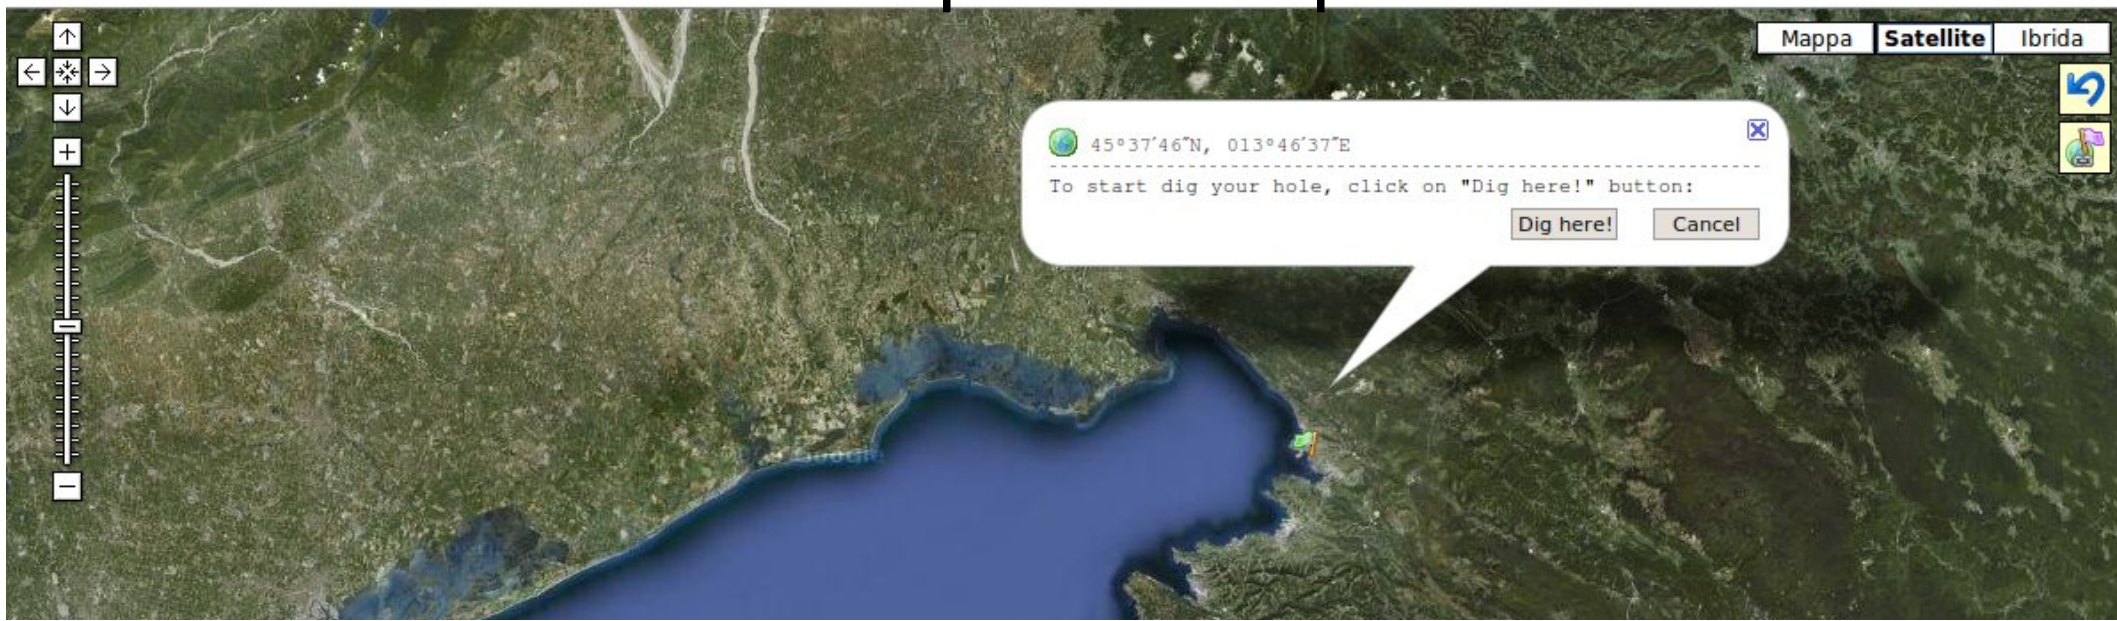 Mappa Satellite Ibrida
45°37′46″N, 013°46′37″E
To start dig your hole, click on "Dig here!" button:
Dig here! Cancel
Google